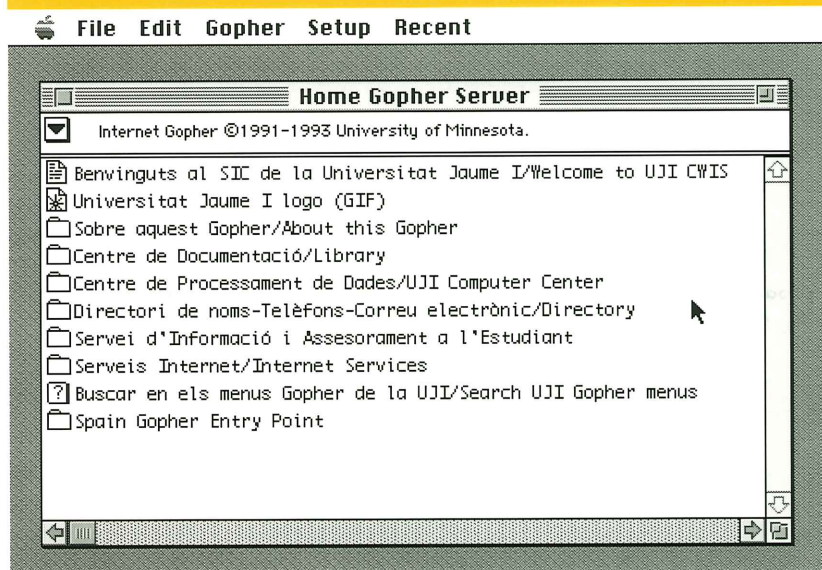 File Edit Gopher Setup Recent
Home Gopher Server
Internet Gopher ©1991-1993 University of Minnesota.
Benvinguts al SIC de la Universitat Jaume I/Welcome to UJI CWIS
Universitat Jaume I logo (GIF)
Sobre aquest Gopher/About this Gopher
Centre de Documentació/Library
Centre de Processament de Dades/UJI Computer Center
Directori de noms-Telèfons-Correu electrònic/Directory
Servei d'Informació i Assesorament a l'Estudiant
Serveis Internet/Internet Services
Buscar en els menus Gopher de la UJI/Search UJI Gopher menus
Spain Gopher Entry Point